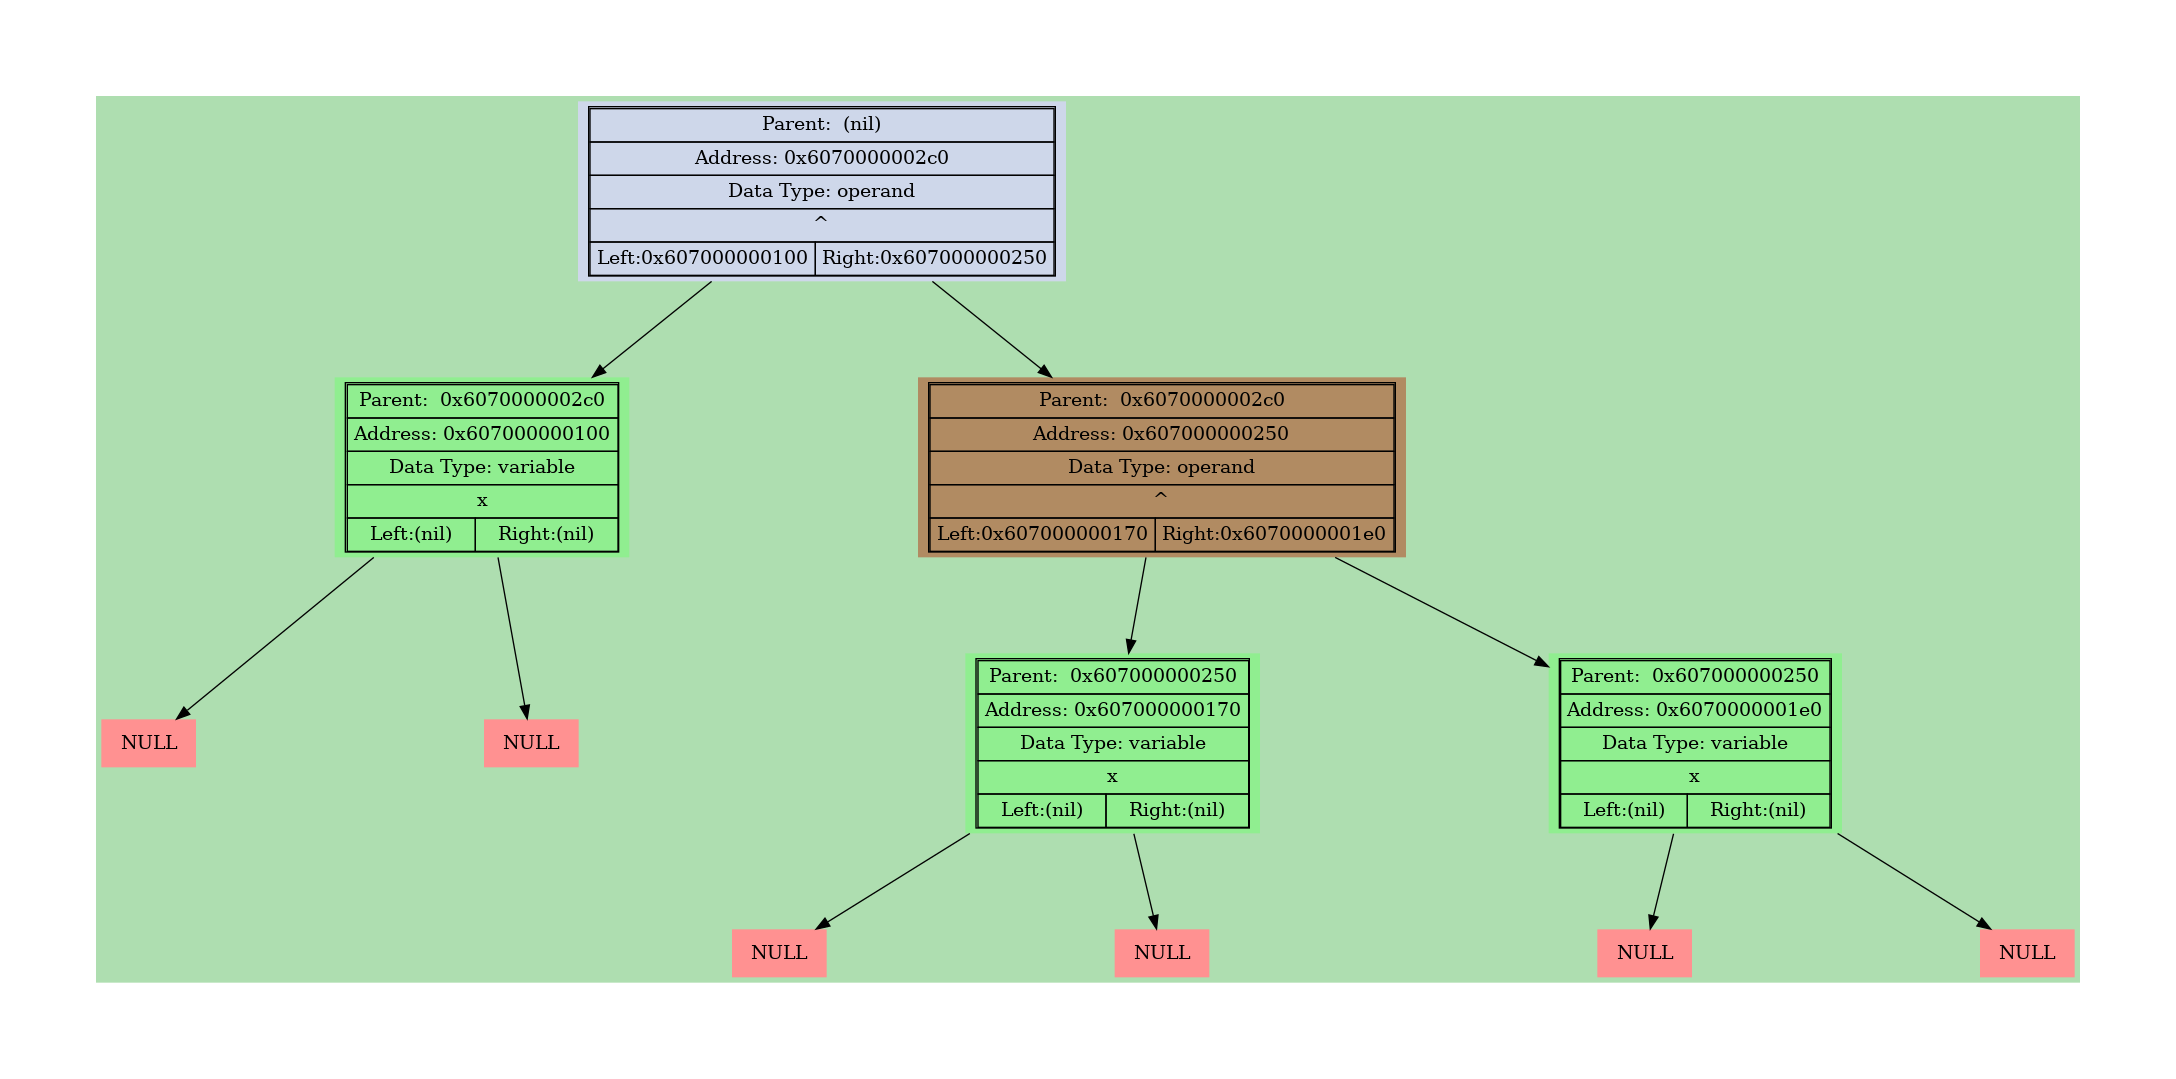 Parent:  (nil)
Address: 0x6070000002c0
Data Type: operand
^
Left:0x607000000100 Right:0x607000000250
Parent:  0x6070000002c0
Address: 0x607000000100
Data Type: variable
x
Left:(nil) Right:(nil)
Parent:  0x6070000002c0
Address: 0x607000000250
Data Type: operand
^
Left:0x607000000170 Right:0x6070000001e0
NULL
NULL
Parent:  0x607000000250
Address: 0x607000000170
Data Type: variable
x
Left:(nil) Right:(nil)
Parent:  0x607000000250
Address: 0x6070000001e0
Data Type: variable
x
Left:(nil) Right:(nil)
NULL
NULL
NULL
NULL